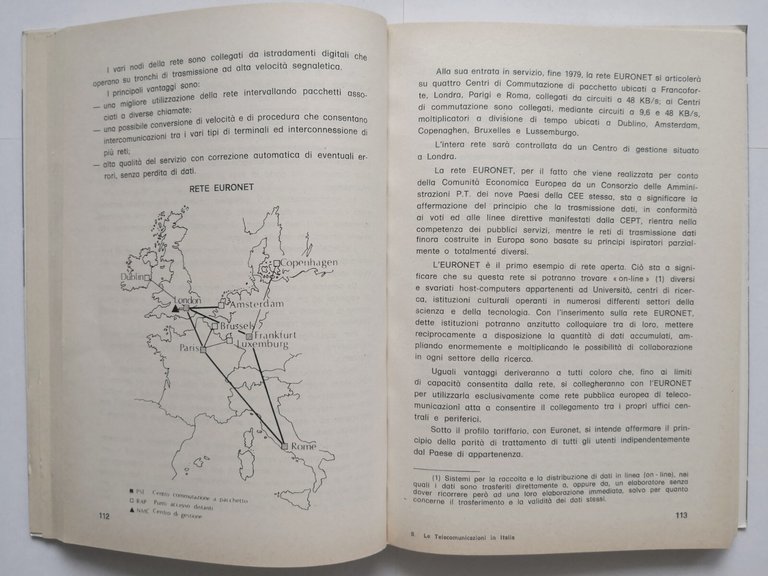 I vari nodi della rete sono collegati da istradamenti digitali che
operano su tronchi di trasmissione ad alta velocità segnaletica.
I principali vantaggi sono:
— una migliore utilizzazione della rete intervallando pacchetti asso-
ciati a diverse chiamate;
— una possibile conversione di velocità e di procedura che consentano
intercomunicazioni tra i vari tipi di terminali ed interconnessione di
più reti;
— alta qualità del servizio con correzione automatica di eventuali er-
rori, senza perdita di dati.
RETE EURONET
Copenhagen
Dublin
London
Amsterdam
Brussels
Frankfurt
Luxemburg
Paris
Rome
■ PSE Centro commutazione a pacchetto
□ RAP Punto accesso distanti
▲ NMC Centro di gestione
112
Alla sua entrata in servizio, fine 1979, la rete EURONET si articolerà
su quattro Centri di Commutazione di pacchetto ubicati a Francofor-
te, Londra, Parigi e Roma, collegati da circuiti a 48 KB/s; ai Centri
di commutazione sono collegati, mediante circuiti a 9,6 e 48 KB/s,
moltiplicatori a divisione di tempo ubicati a Dublino, Amsterdam,
Copenaghen, Bruxelles e Lussemburgo.
L'intera rete sarà controllata da un Centro di gestione situato
a Londra.
La rete EURONET, per il fatto che viene realizzata per conto
della Comunità Economica Europea da un Consorzio delle Ammini-
strazioni P.T. dei nove Paesi della CEE stessa, sta a significare la
affermazione del principio che la trasmissione dati, in conformità
ai voti ed alle linee direttive manifestati dalla CEPT, rientra nella
competenza dei pubblici servizi, mentre le reti di trasmissione dati
finora costruite in Europa sono basate su principi ispiratori parzial-
mente o totalmente diversi.
L'EURONET è il primo esempio di rete aperta. Ciò sta a signi-
ficare che su questa rete si potranno trovare «on-line» (1) diversi
e svariati host-computers appartenenti ad Università, centri di ricer-
ca, istituzioni culturali operanti in numerosi differenti settori della
scienza e della tecnologia. Con l'inserimento sulla rete EURONET,
dette istituzioni potranno anzitutto colloquiare tra di loro, mettere
reciprocamente a disposizione la quantità di dati accumulati, am-
pliando enormemente e moltiplicando le possibilità di collaborazione
in ogni settore della ricerca.
Uguali vantaggi deriveranno a tutti coloro che, fino ai limiti
di capacità consentita dalla rete, si collegheranno con l'EURONET
per utilizzarla esclusivamente come rete pubblica europea di teleco-
municazioni atta a consentire il collegamento tra i propri uffici cen-
trali e periferici.
Sotto il profilo tariffario, con Euronet, si intende affermare il
principio della parità di trattamento di tutti gli utenti indipendentemente
dal Paese di appartenenza.
(1) Sistemi per la raccolta e la distribuzione di dati in linea (on-line), nei
quali i dati sono trasferiti direttamente a, oppure da, un elaboratore senza
dover ricorrere però ad una loro elaborazione immediata, salvo per quanto
concerne il trasferimento e la validità dei dati stessi.
113
8. Le Telecomunicazioni in Italia